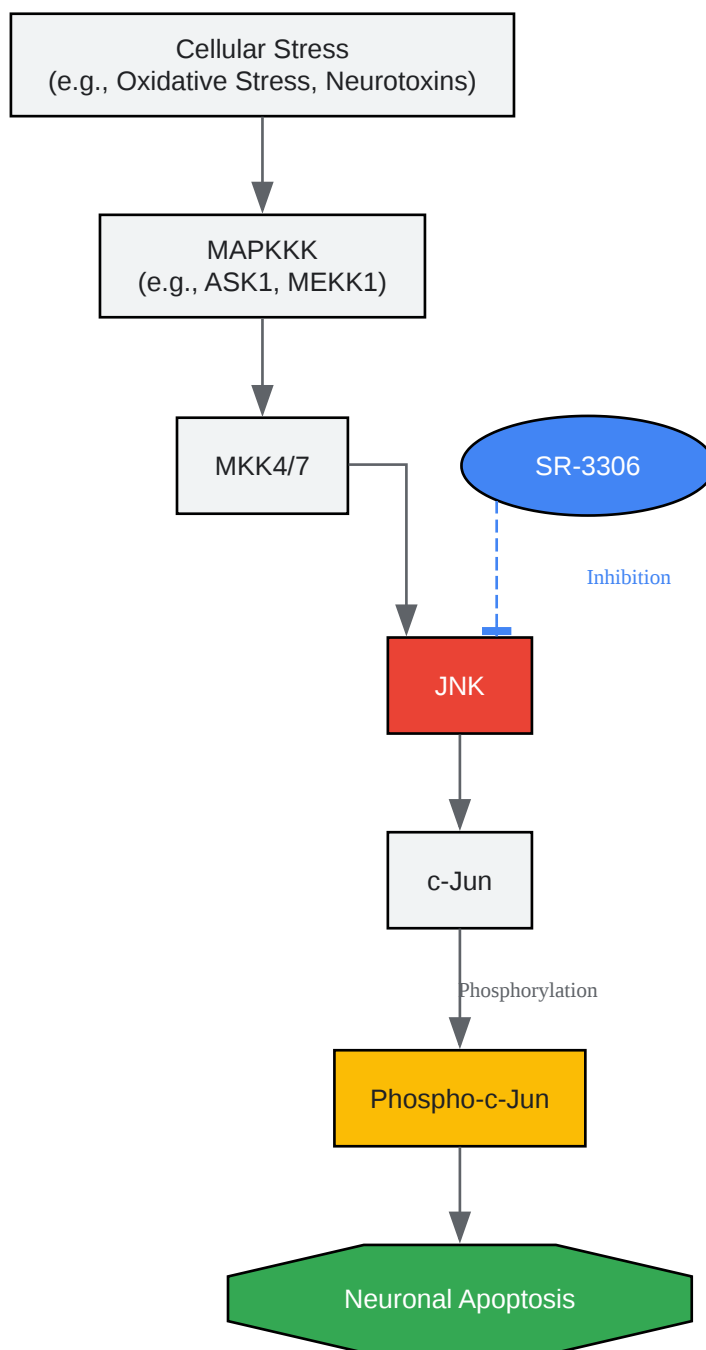 Cellular Stress
(e.g., Oxidative Stress, Neurotoxins)
MAPKKK
(e.g., ASK1, MEKK1)
MKK4/7
SR-3306
Inhibition
JNK
c-Jun
Phosphorylation
Phospho-c-Jun
Neuronal Apoptosis